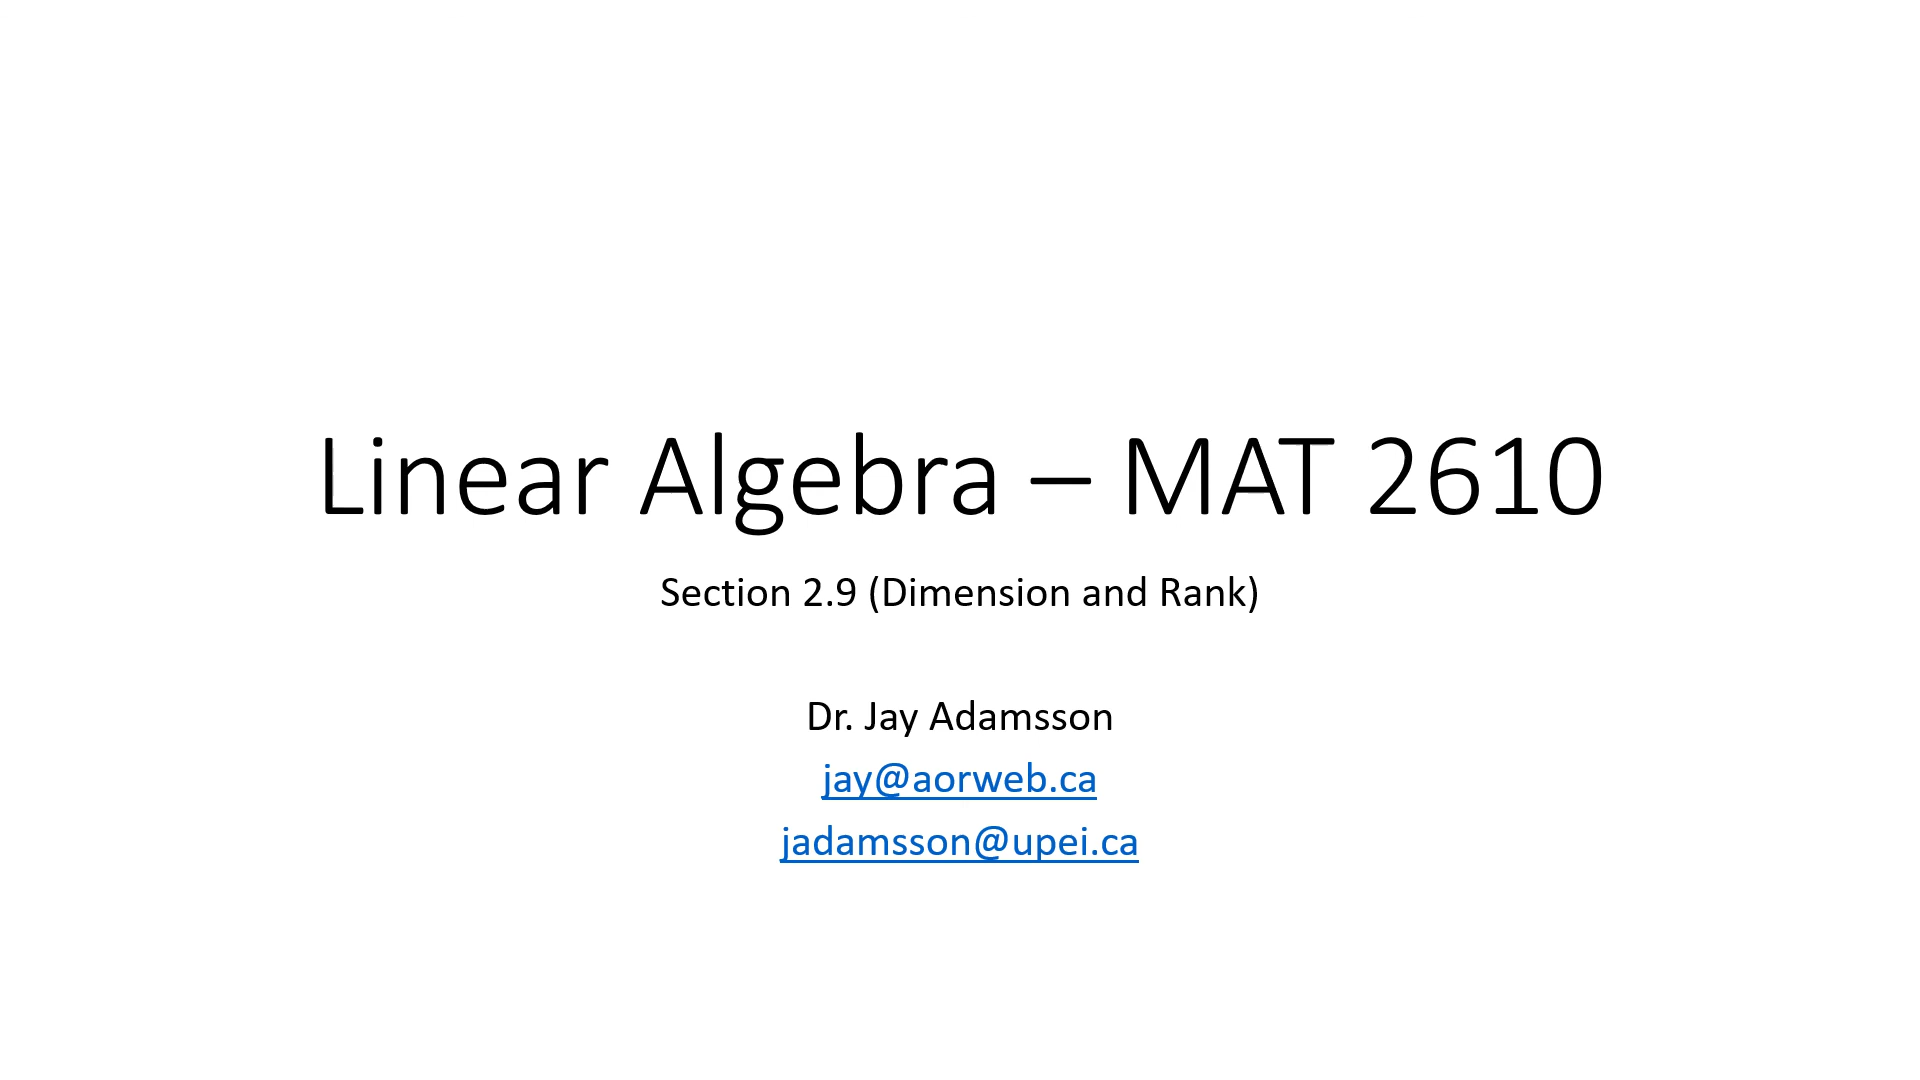 Linear Algebra – MAT 2610
Section 2.9 (Dimension and Rank)
Dr. Jay Adamsson
jay@aorweb.ca
jadamsson@upei.ca